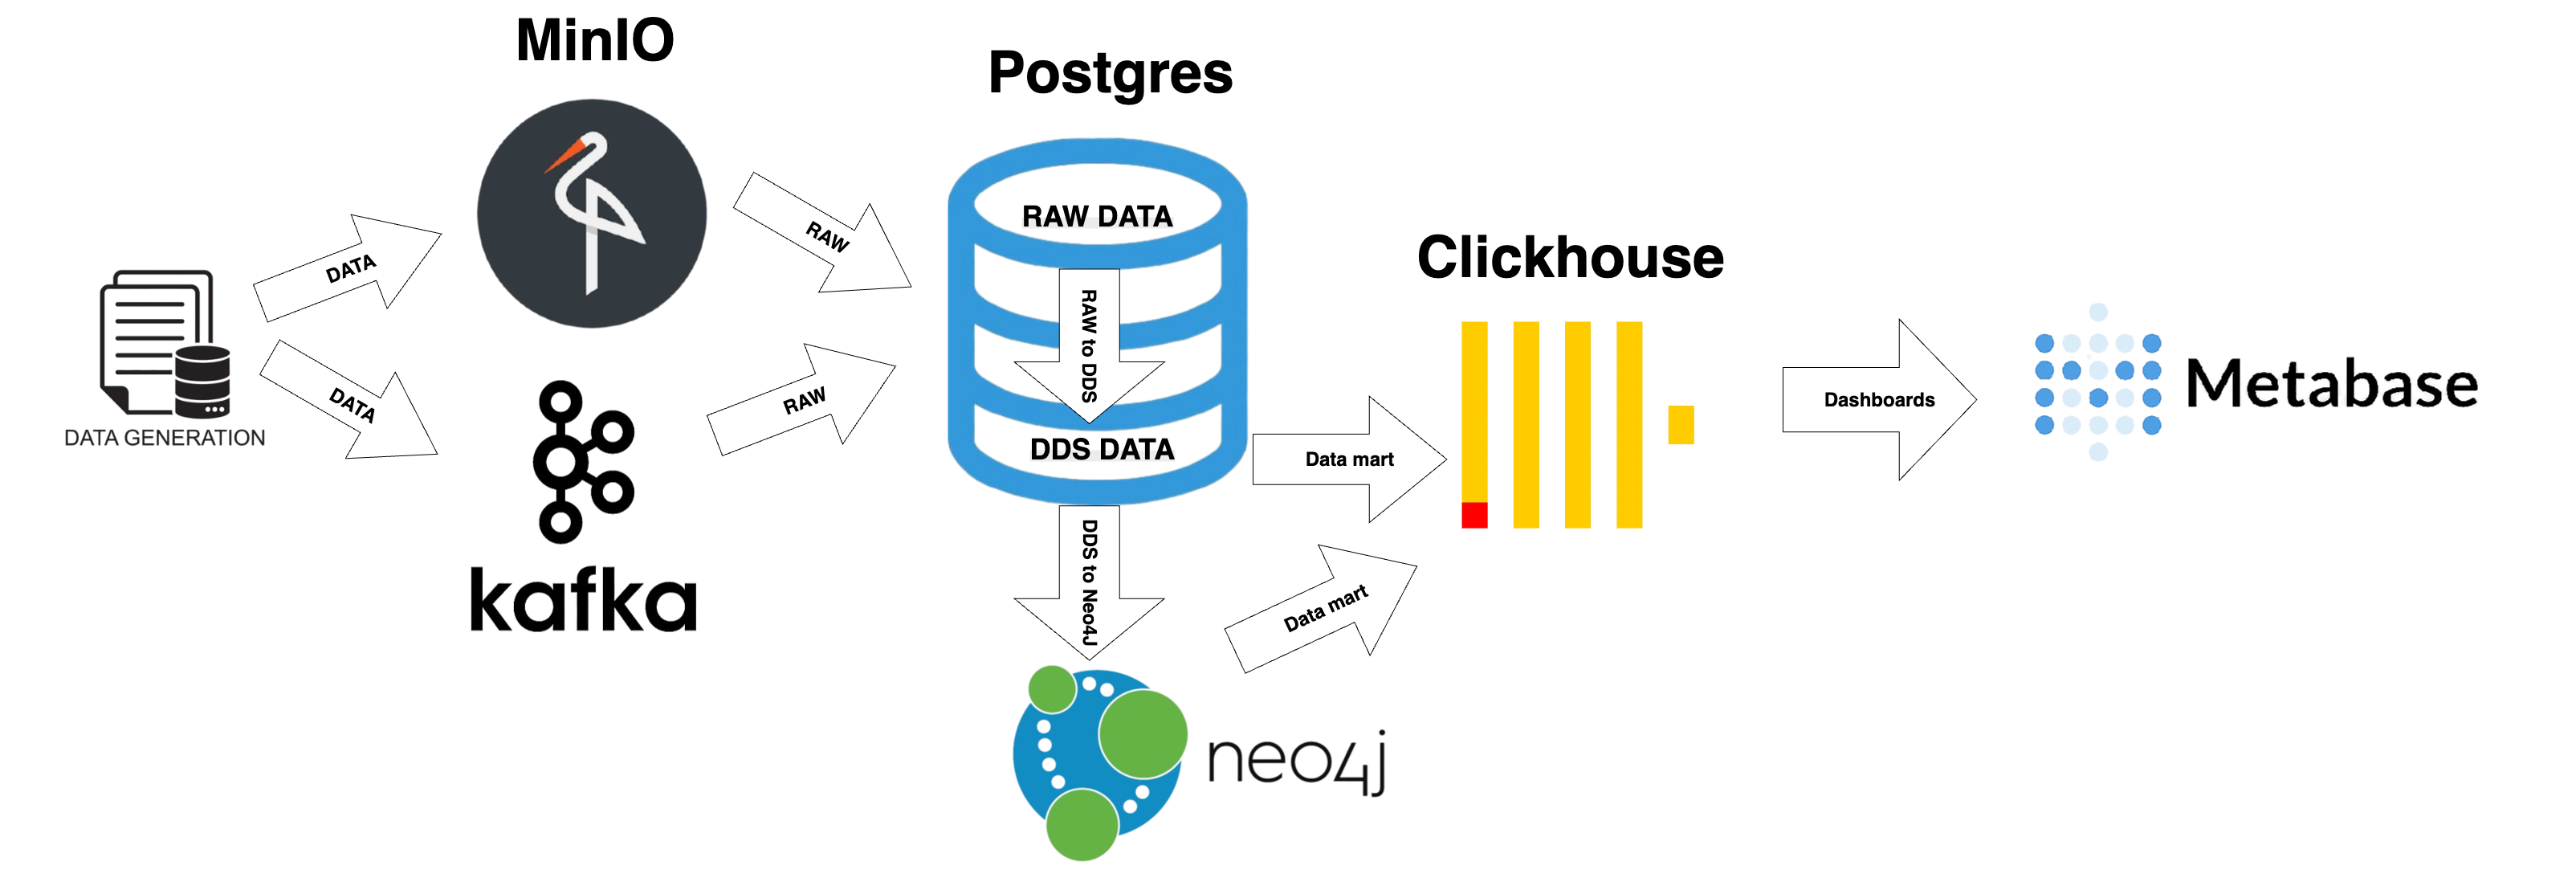 MinIO
Postgres
DATA
RAW
RAW DATA
Clickhouse
DATA GENERATION
DATA
RAW
RAW to DDS
DDS DATA
Data mart
Dashboards
Metabase
kafka
DDS to Neo4J
Data mart
neo4j